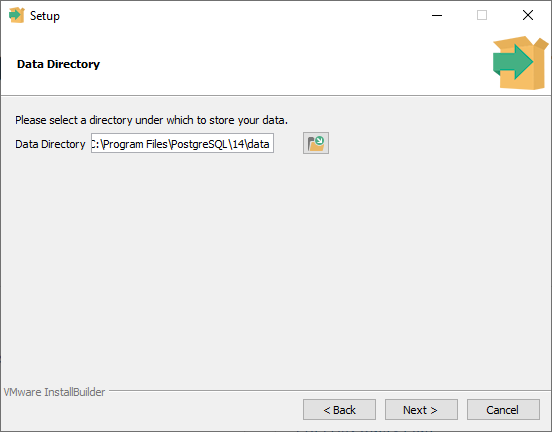 Setup
Data Directory
Please select a directory under which to store your data.
Data Directory C:\Program Files\PostgreSQL\14\data
VMware InstallBuilder
< Back Next > Cancel